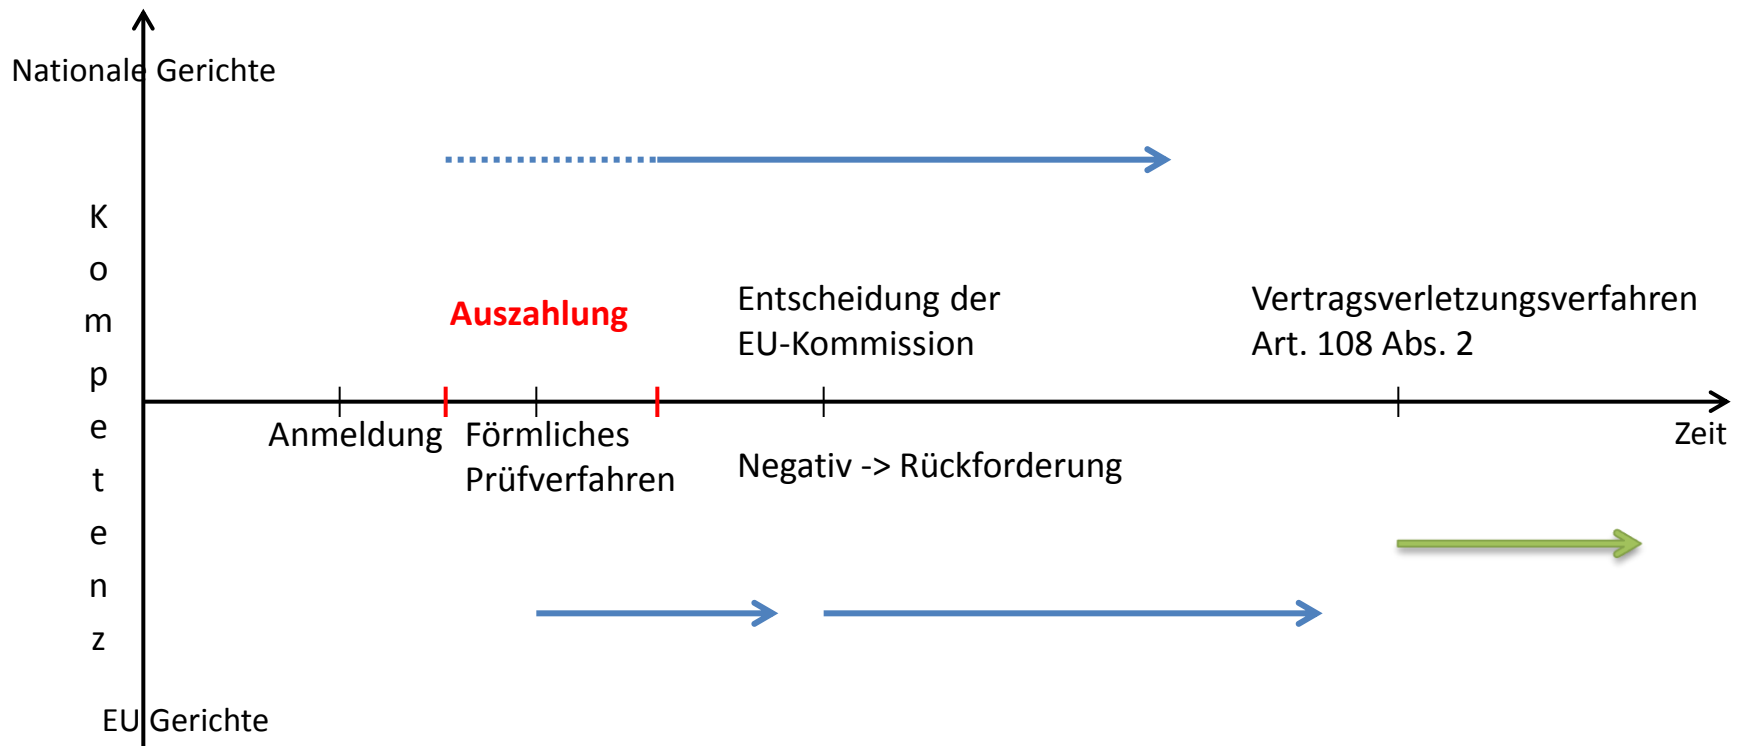 Nationale Gerichte
Kompetenz
Auszahlung
Entscheidung der
EU-Kommission
Vertragsverletzungsverfahren
Art. 108 Abs. 2
Anmeldung
Förmliches
Prüfverfahren
Negativ -> Rückforderung
Zeit
EU Gerichte